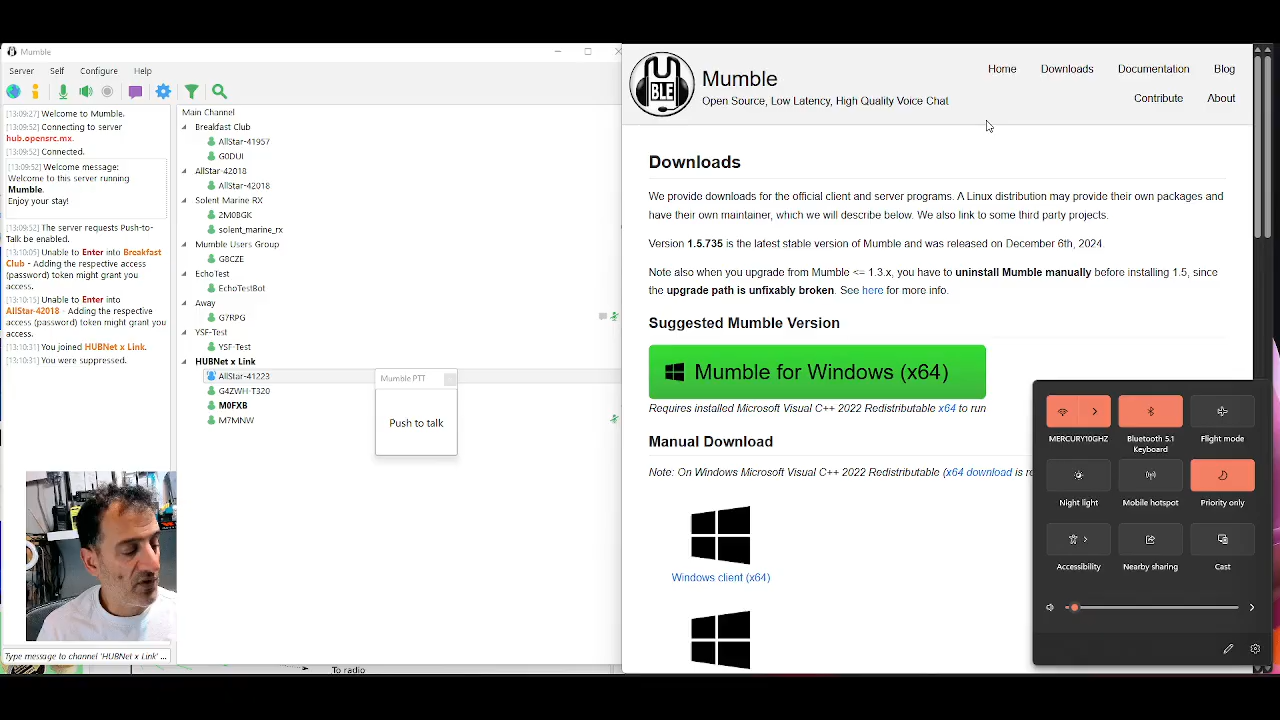 Mumble
Server Self Configure Help
[13:09:27] Welcome to Mumble.
[13:09:52] Connecting to server
hub.opensrc.mx.
[13:09:52] Connected.
[13:09:52] Welcome message:
Welcome to this server running
Mumble.
Enjoy your stay!
[13:09:52] The server requests Push-to-
Talk be enabled.
[13:10:05] Unable to Enter into Breakfast
Club - Adding the respective access
(password) token might grant you
access.
[13:10:15] Unable to Enter into
AllStar-42018 - Adding the respective
access (password) token might grant you
access.
[13:10:31] You joined HUBNet x Link.
[13:10:31] You were suppressed.
Type message to channel 'HUBNet x Link' ...
Main Channel
Breakfast Club
AllStar-41957
G0DUI
AllStar-42018
AllStar-42018
Solent Marine RX
2M0BGK
solent_marine_rx
Mumble Users Group
G8CZE
EchoTest
EchoTestBot
Away
G7RPG
YSF-Test
YSF-Test
HUBNet x Link
AllStar-41223
G4ZWH-T320
M0FXB
M7MNW
Mumble PTT
Push to talk
To radio
UM
BLE
Mumble
Open Source, Low Latency, High Quality Voice Chat
Home Downloads Documentation Blog
Contribute About
Downloads
We provide downloads for the official client and server programs. A Linux distribution may provide their own packages and
have their own maintainer, which we will describe below. We also link to some third party projects.
Version 1.5.735 is the latest stable version of Mumble and was released on December 6th, 2024.
Note also when you upgrade from Mumble <= 1.3.x, you have to uninstall Mumble manually before installing 1.5, since
the upgrade path is unfixably broken. See here for more info.
Suggested Mumble Version
Mumble for Windows (x64)
Requires installed Microsoft Visual C++ 2022 Redistributable x64 to run
Manual Download
Note: On Windows Microsoft Visual C++ 2022 Redistributable (x64 download is re
Windows client (x64)
MERCURY10GHZ
Bluetooth 5.1
Keyboard
Flight mode
Night light
Mobile hotspot
Priority only
Accessibility
Nearby sharing
Cast